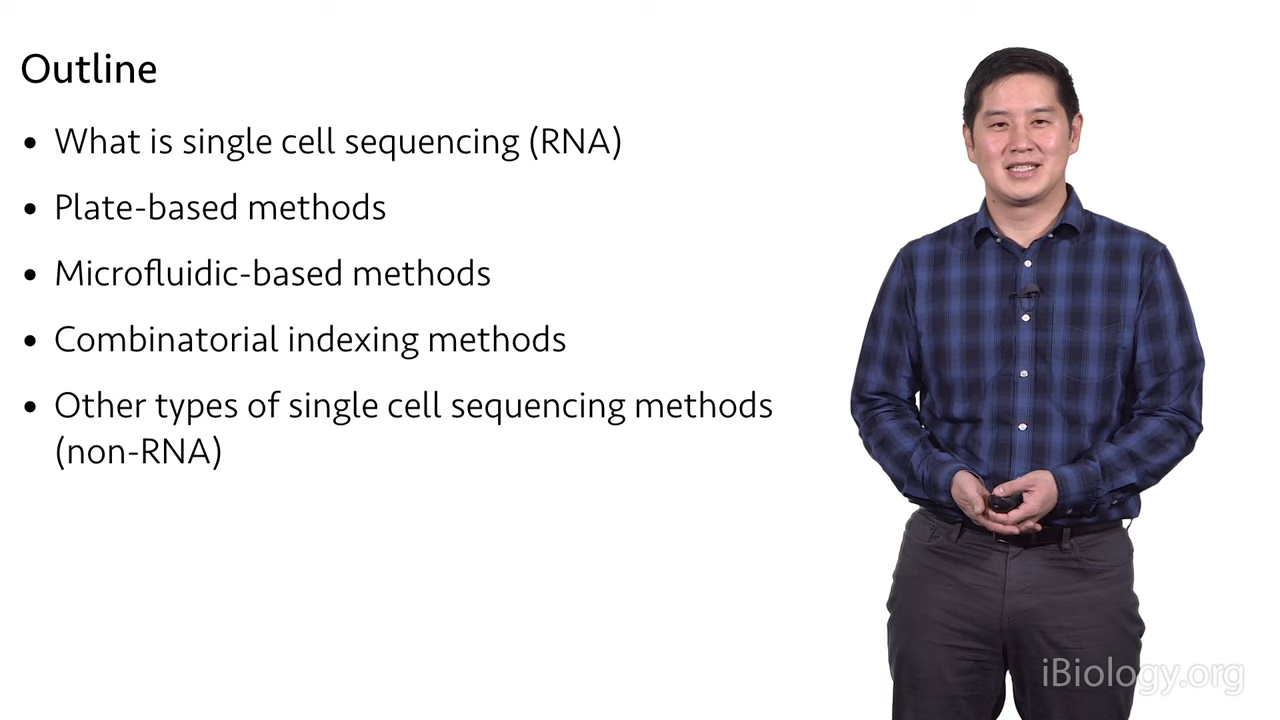 Outline
• What is single cell sequencing (RNA)
• Plate-based methods
• Microfluidic-based methods
• Combinatorial indexing methods
• Other types of single cell sequencing methods
(non-RNA)
iBiology.org